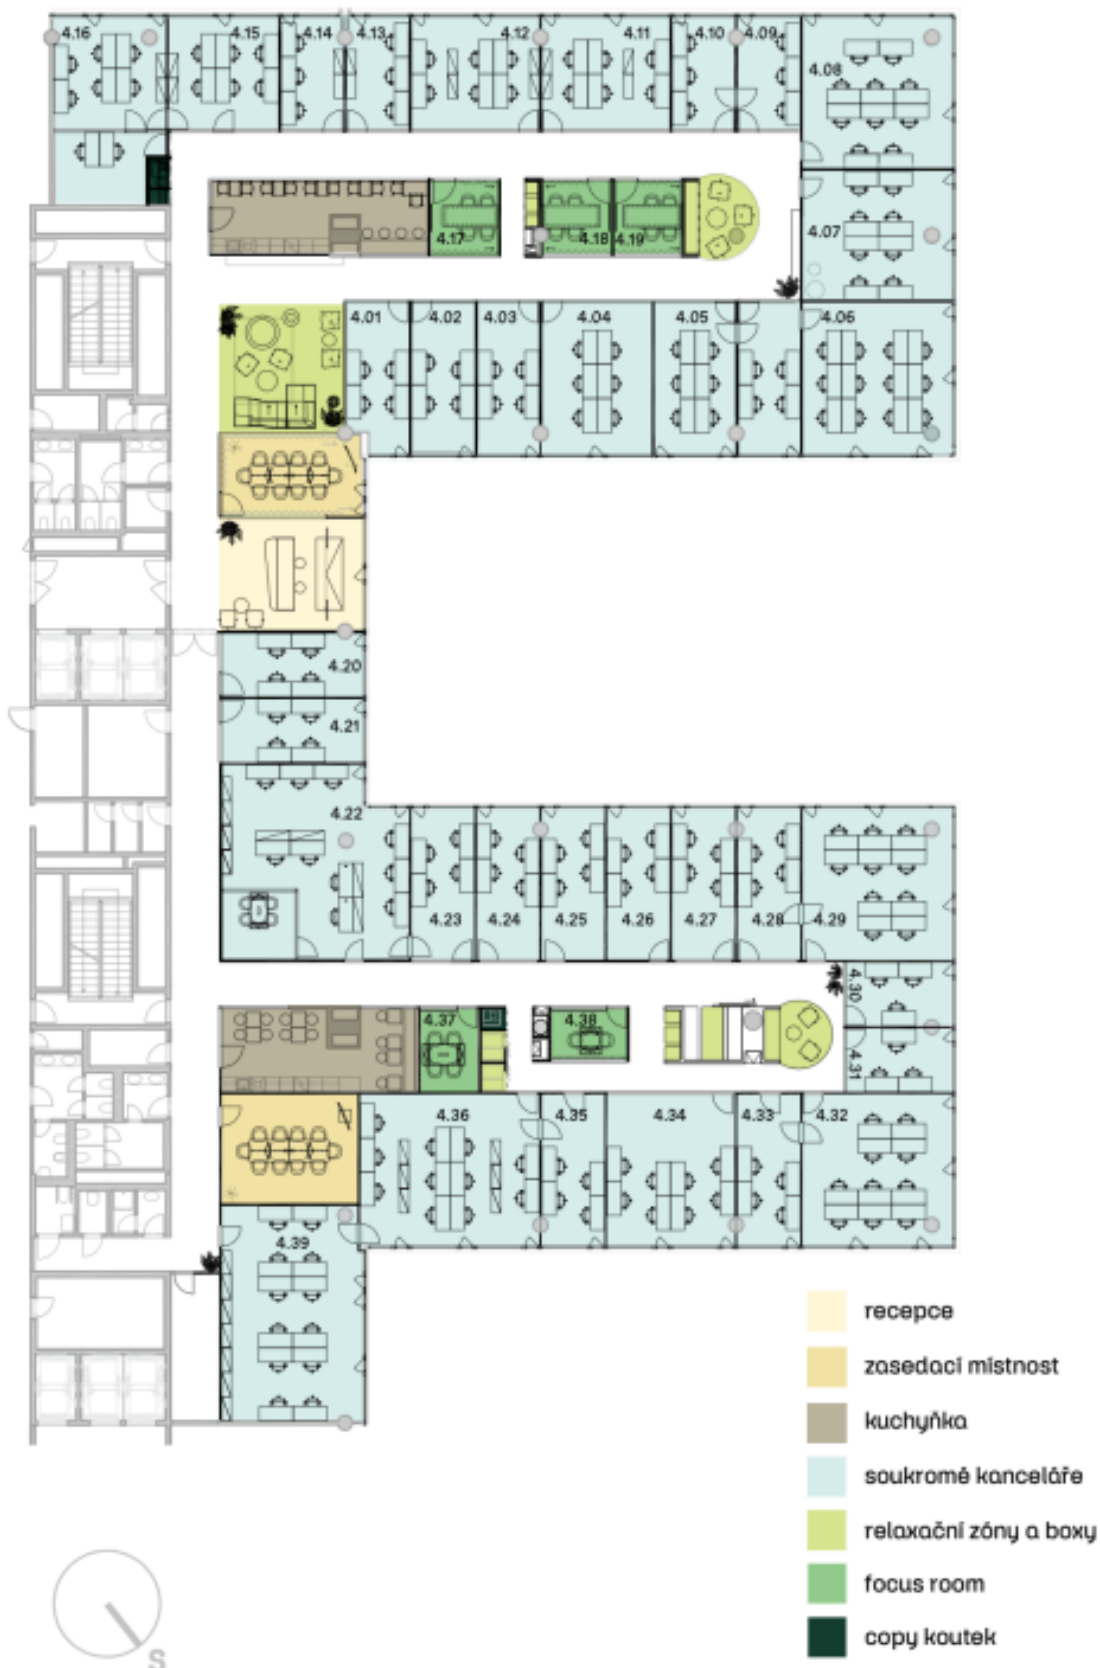 4.16 4.15 4.14 4.13 4.12 4.11 4.10 4.09
4.08
4.17 4.18 4.19 4.07
4.01 4.02 4.03 4.04 4.05 4.06
4.20
4.21
4.22
4.23 4.24 4.25 4.26 4.27 4.28 4.29
4.30
4.37 4.38
4.31
4.36 4.35 4.34 4.33 4.32
4.39
recepce
zasedací místnost
kuchyňka
soukromé kanceláře
relaxační zóny a boxy
focus room
copy koutek
S